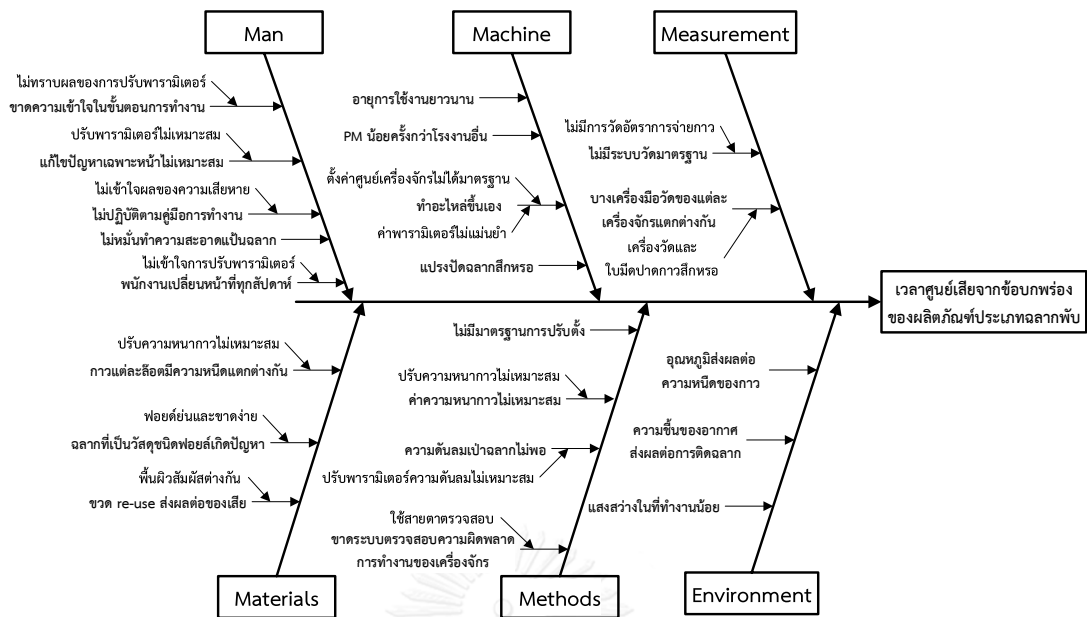 Man
Machine
Measurement
ไม่ทราบผลของการปรับพารามิเตอร์
ขาดความเข้าใจในขั้นตอนการทำงาน
ปรับพารามิเตอร์ไม่เหมาะสม
แก้ไขปัญหาเฉพาะหน้าไม่เหมาะสม
ไม่เข้าใจผลของความเสียหาย
ไม่ปฏิบัติตามคู่มือการทำงาน
ไม่หมั่นทำความสะอาดแป้นฉลาก
ไม่เข้าใจการปรับพารามิเตอร์
พนักงานเปลี่ยนหน้าที่ทุกสัปดาห์
อายุการใช้งานยาวนาน
PM น้อยครั้งกว่าโรงงานอื่น
ตั้งค่าศูนย์เครื่องจักรไม่ได้มาตรฐาน
ทำอะไหล่ขึ้นเอง
ค่าพารามิเตอร์ไม่แม่นยำ
แปรงปัดฉลากสึกหรอ
ไม่มีการวัดอัตราการจ่ายกาว
ไม่มีระบบวัดมาตรฐาน
บางเครื่องมือวัดของแต่ละ
เครื่องจักรแตกต่างกัน
เครื่องวัดและ
ใบมีดปาดกาวสึกหรอ
เวลาศูนย์เสียจากข้อบกพร่อง
ของผลิตภัณฑ์ประเภทฉลากพับ
ปรับความหนากาวไม่เหมาะสม
กาวแต่ละล๊อตมีความหนืดแตกต่างกัน
ฟอยด์ย่นและขาดง่าย
ฉลากที่เป็นวัสดุชนิดฟอยล์เกิดปัญหา
พื้นผิวสัมผัสต่างกัน
ขวด re-use ส่งผลต่อของเสีย
ไม่มีมาตรฐานการปรับตั้ง
ปรับความหนากาวไม่เหมาะสม
ค่าความหนากาวไม่เหมาะสม
ความดันลมเป่าฉลากไม่พอ
ปรับพารามิเตอร์ความดันลมไม่เหมาะสม
ใช้สายตาตรวจสอบ
ขาดระบบตรวจสอบความผิดพลาด
การทำงานของเครื่องจักร
อุณหภูมิส่งผลต่อ
ความหนืดของกาว
ความชื้นของอากาศ
ส่งผลต่อการติดฉลาก
แสงสว่างในที่ทำงานน้อย
Materials
Methods
Environment